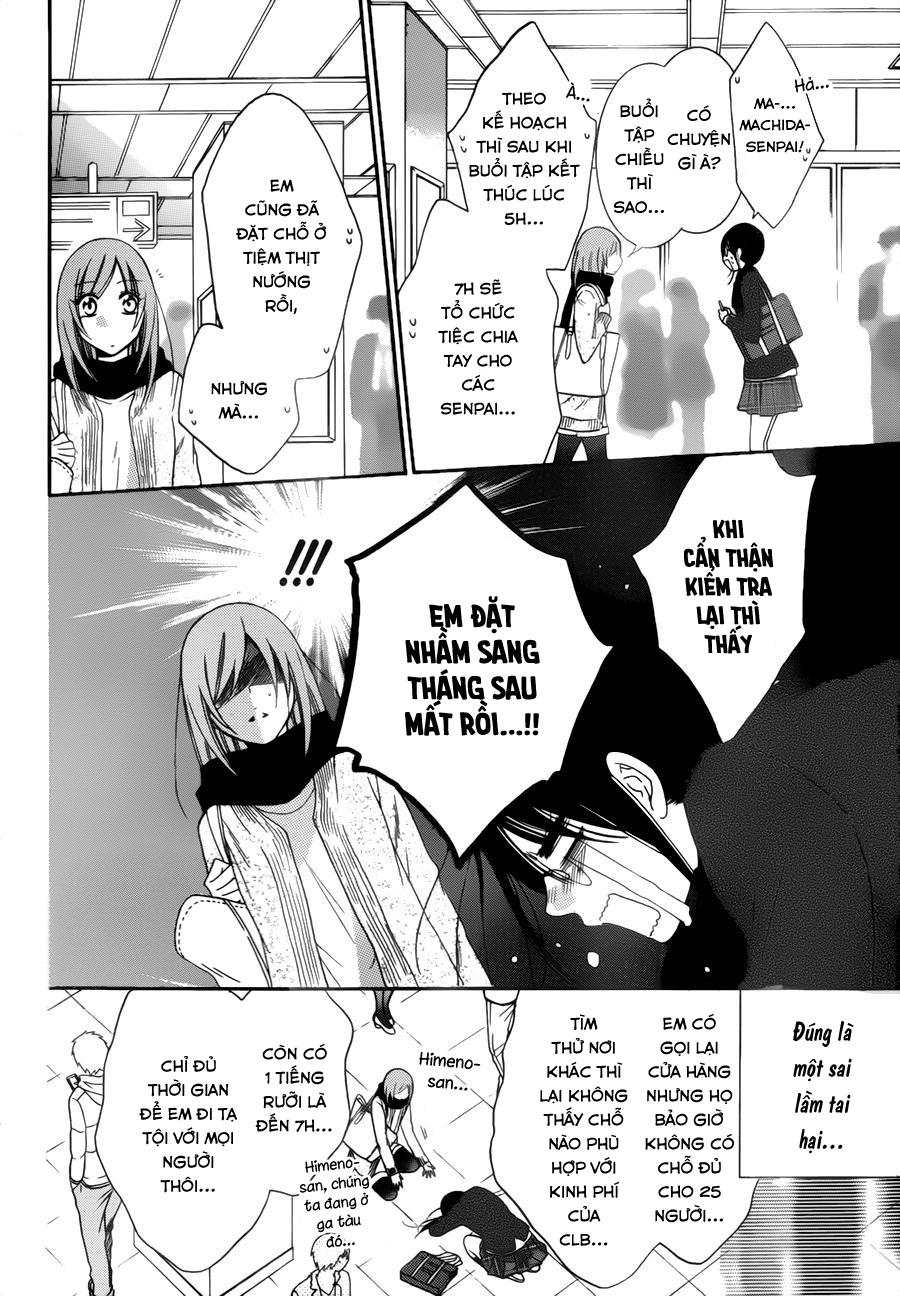 Hả...
MA-...
MACHIDA-
SENPAI!
CÓ
CHUYỆN
GÌ À?
BUỔI
TẬP
CHIỀU
THÌ
SAO...
À...
THEO
KẾ HOẠCH
THÌ SAU KHI
BUỔI TẬP KẾT
THÚC LÚC
5H...
7H SẼ
TỔ CHỨC
TIỆC CHIA
TAY CHO
CÁC
SENPAI...
EM
CŨNG ĐÃ
ĐẶT CHỖ Ở
TIỆM THỊT
NƯỚNG
RỒI,
NHƯNG
MÀ...
KHI
CẨN THẬN
KIỂM TRA
LẠI THÌ
THẤY
EM ĐẶT
NHẦM SANG
THÁNG SAU
MẤT RỒI...!!
!!!
Đúng là
một sai
lầm tai
hại...
EM CÓ
GỌI LẠI
CỬA HÀNG
NHƯNG HỌ
BẢO GIỜ
KHÔNG CÓ
CHỖ ĐỦ
CHO 25
NGƯỜI...
TÌM
THỬ NƠI
KHÁC THÌ
LẠI KHÔNG
THẤY CHỖ
NÀO PHÙ
HỢP VỚI
KINH PHÍ
CỦA
CLB...
Himeno-
san...
Himeno-
san, chúng
ta đang ở
ga tàu
đó...
CÒN CÓ
1 TIẾNG
RƯỠI LÀ
ĐẾN 7H...
CHỈ ĐỦ
THỜI GIAN
ĐỂ EM ĐI TẠ
TỘI VỚI MỌI
NGƯỜI
THÔI...